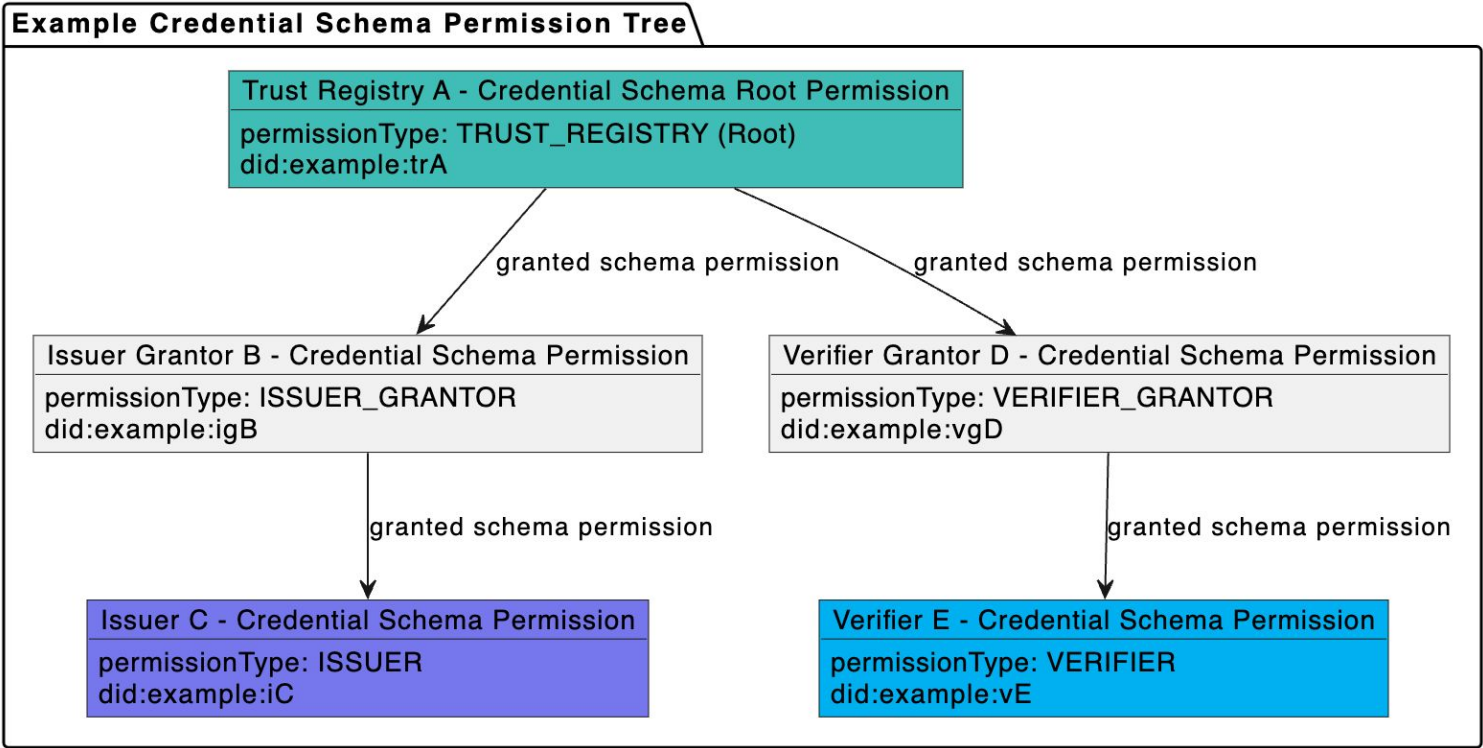 Example Credential Schema Permission Tree
Trust Registry A - Credential Schema Root Permission
permissionType: TRUST_REGISTRY (Root)
did:example:trA
granted schema permission
granted schema permission
Issuer Grantor B - Credential Schema Permission
permissionType: ISSUER_GRANTOR
did:example:igB
Verifier Grantor D - Credential Schema Permission
permissionType: VERIFIER_GRANTOR
did:example:vgD
granted schema permission
granted schema permission
Issuer C - Credential Schema Permission
permissionType: ISSUER
did:example:iC
Verifier E - Credential Schema Permission
permissionType: VERIFIER
did:example:vE